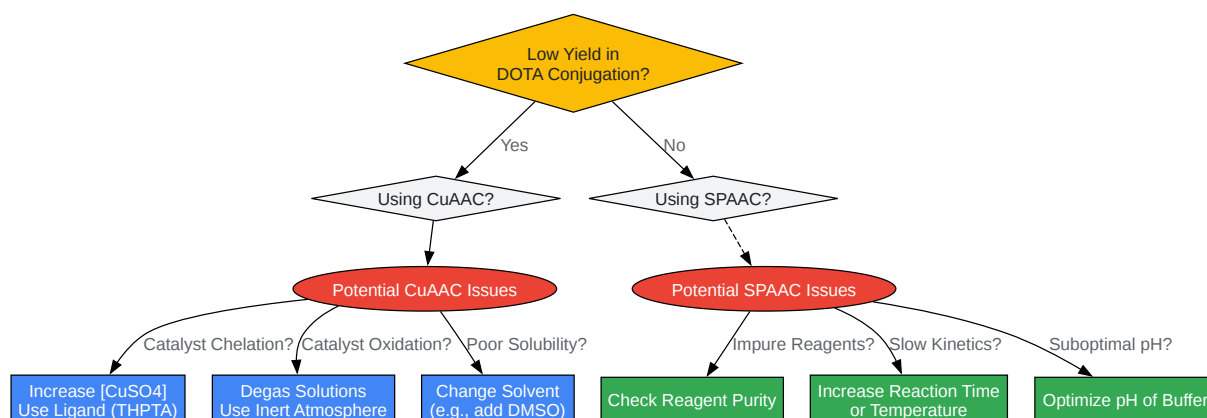 Low Yield in
DOTA Conjugation?
Yes
No
Using CuAAC?
Using SPAAC?
Potential CuAAC Issues
Potential SPAAC Issues
Catalyst Chelation?
Catalyst Oxidation?
Poor Solubility?
Impure Reagents?
Slow Kinetics?
Suboptimal pH?
Increase [CuSO4]
Use Ligand (THPTA)
Degas Solutions
Use Inert Atmosphere
Change Solvent
(e.g., add DMSO)
Check Reagent Purity
Increase Reaction Time
or Temperature
Optimize pH of Buffer